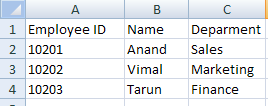 A B C
1 Employee ID Name Deparment
2 10201 Anand Sales
3 10202 Vimal Marketing
4 10203 Tarun Finance